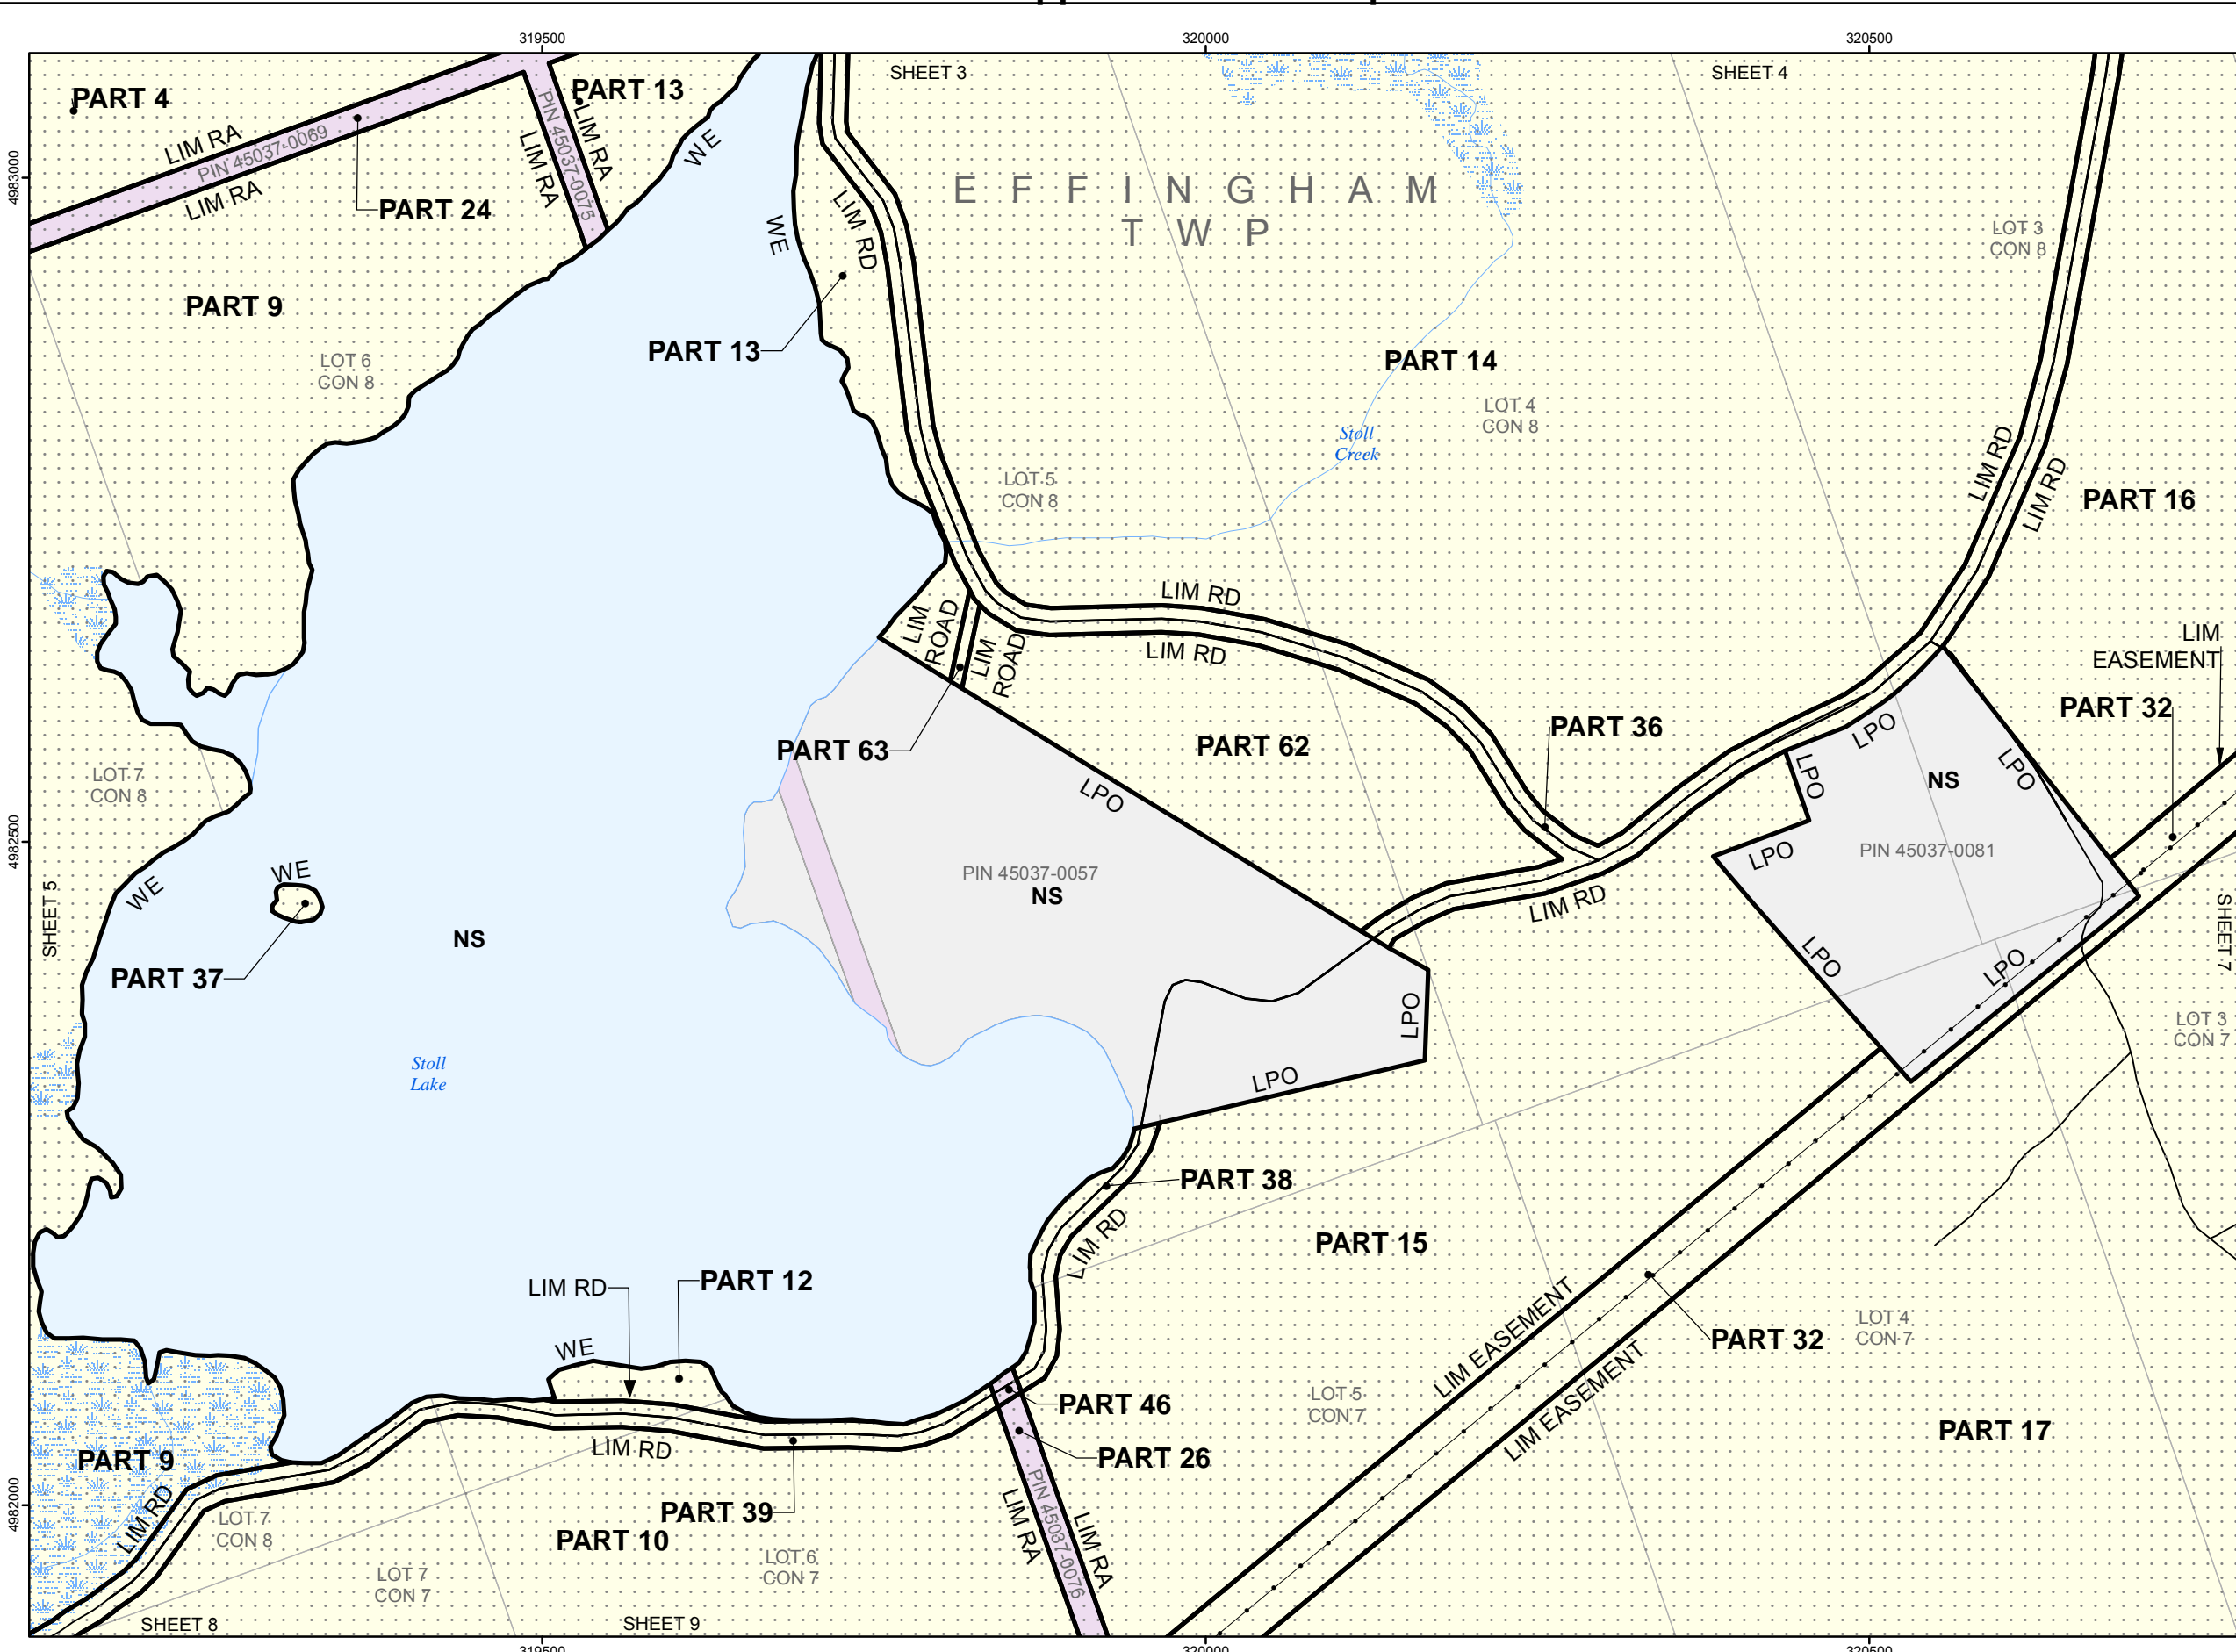 319500
320000
320500
SHEET 3
SHEET 4
PART 4
PART 13
LIM RA
PIN 45037-0069
LIM RA
PIN 45037-0075
LIM RA
LIM RA
WE
4983000
PART 24
EFFINGHAM
TWP
WE
LIM RD
LOT 3
CON 8
PART 9
PART 13
PART 14
LOT 6
CON 8
LOT 4
CON 8
Stoll
Creek
LOT 5
CON 8
LIM RD
LIM RD
PART 16
LIM RD
LIM
ROAD
LIM
ROAD
LIM RD
LIM
EASEMENT
PART 32
PART 36
PART 63
PART 62
LPO
LPO
LPO
LPO
NS
LOT 7
CON 8
4982500
PIN 45037-0081
LPO
WE
WE
PIN 45037-0057
NS
LIM RD
SHEET 5
NS
SHEET 7
PART 37
LPO
LPO
LPO
LOT 3
CON 7
Stoll
Lake
LPO
PART 38
LIM RD
PART 15
LIM RD
PART 12
WE
LIM EASEMENT
PART 32
LOT 4
CON 7
LIM EASEMENT
LOT 5
CON 7
PART 46
PART 17
LIM RD
PART 26
PART 9
4982000
LIM RD
LOT 7
CON 8
PART 39
PART 10
LIM RA
PIN 45037-0076
LIM RA
LOT 6
CON 7
LOT 7
CON 7
SHEET 8
SHEET 9
319500
320000
320500